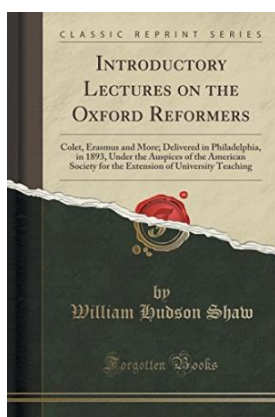 CLASSIC REPRINT SERIES
INTRODUCTORY
LECTURES ON THE
OXFORD REFORMERS
Colet, Erasmus and More; Delivered in Philadelphia,
in 1893, Under the Auspices of the American
Society for the Extension of University Teaching
by
William Hudson Shaw
Forgotten Books